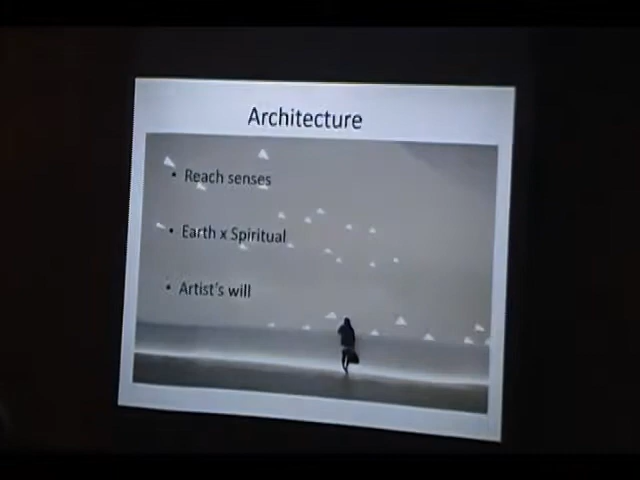 Architecture
• Reach senses
• Earth x Spiritual
• Artist's will